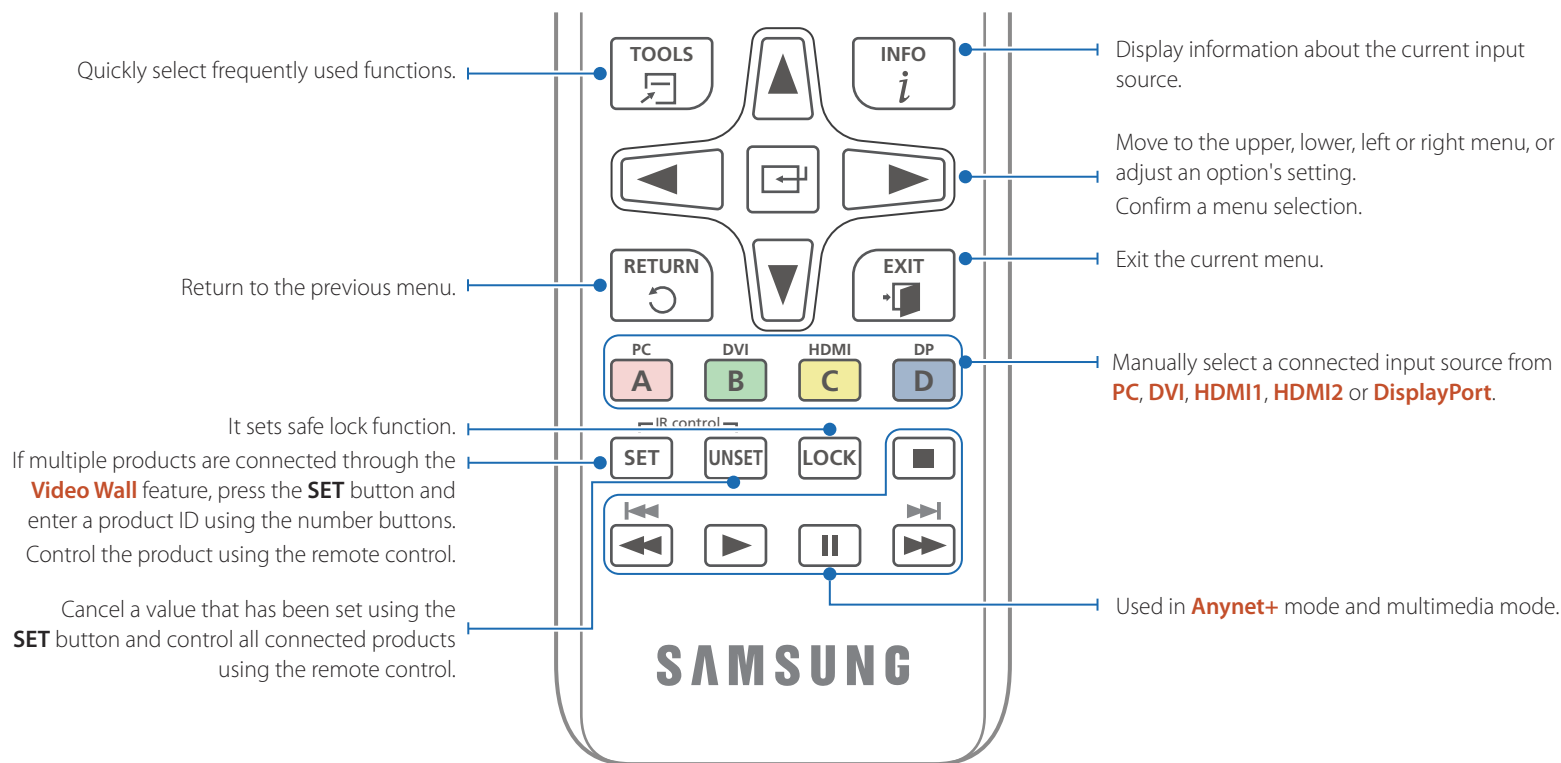 Quickly select frequently used functions.
TOOLS
INFO
i
Display information about the current input
source.
Move to the upper, lower, left or right menu, or
adjust an option's setting.
Confirm a menu selection.
Return to the previous menu.
RETURN
EXIT
Exit the current menu.
PC
DVI
HDMI
DP
A
B
C
D
Manually select a connected input source from
PC, DVI, HDMI1, HDMI2 or DisplayPort.
It sets safe lock function.
IR control
SET
UNSET
LOCK
If multiple products are connected through the
Video Wall feature, press the SET button and
enter a product ID using the number buttons.
Control the product using the remote control.
Cancel a value that has been set using the
SET button and control all connected products
using the remote control.
Used in Anynet+ mode and multimedia mode.
SAMSUNG